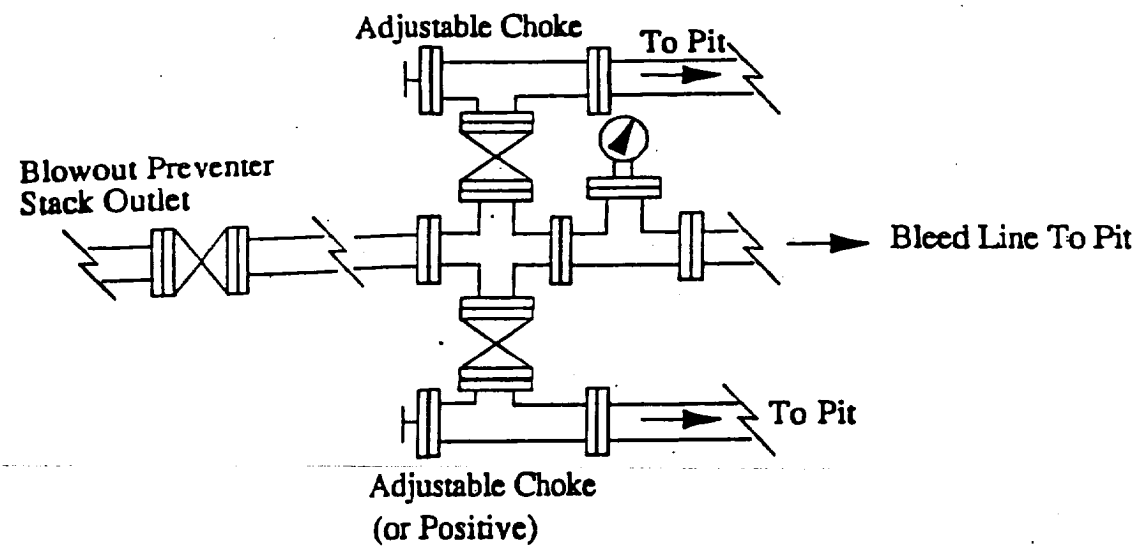 Adjustable Choke
To Pit
Blowout Preventer
Stack Outlet
Bleed Line To Pit
To Pit
Adjustable Choke
(or Positive)